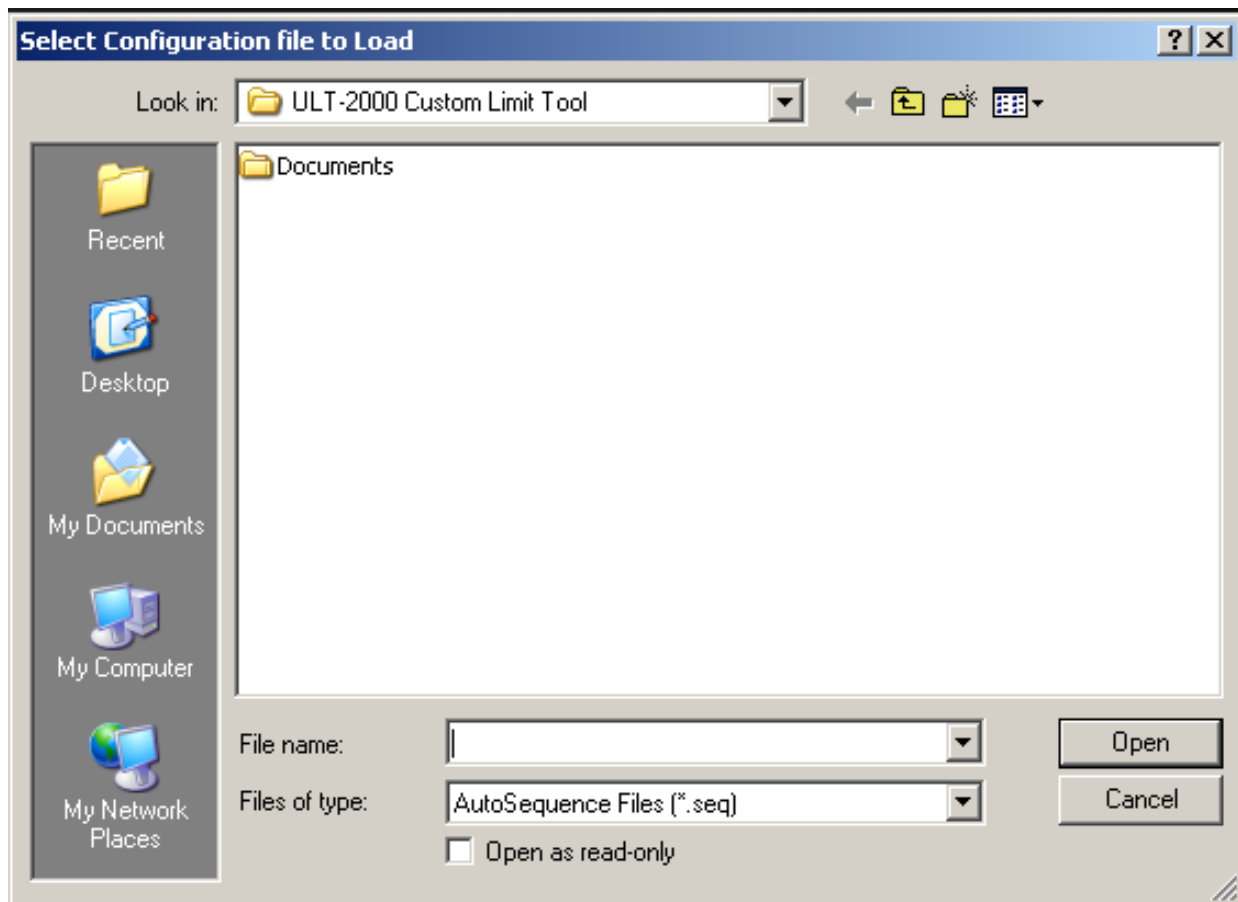 Select Configuration file to Load
Look in: ULT-2000 Custom Limit Tool
Documents
Recent
Desktop
My Documents
My Computer
My Network
Places
File name: Open
Files of type: AutoSequence Files (*.seq) Cancel
Open as read-only